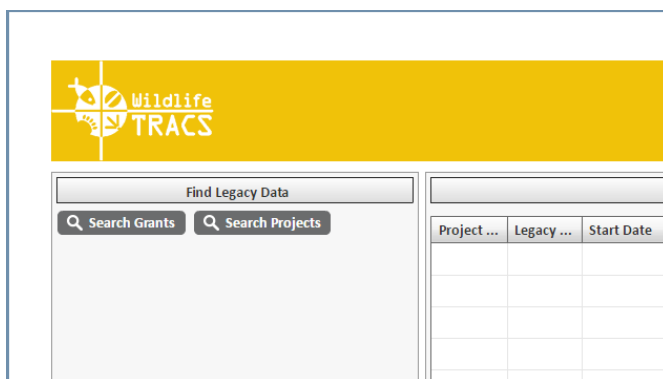 Wildlife
TRACS
Find Legacy Data
Search Grants Search Projects
Project ... Legacy ... Start Date